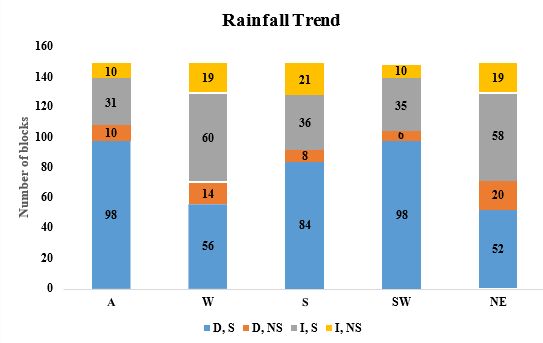 Rainfall Trend
Number of blocks
160
140
120
100
80
60
40
20
0
10 19 21 10 19
31 60 36 35 58
10 14 8 6 20
98 56 84 98 52
A W S SW NE
D, S D, NS I, S I, NS